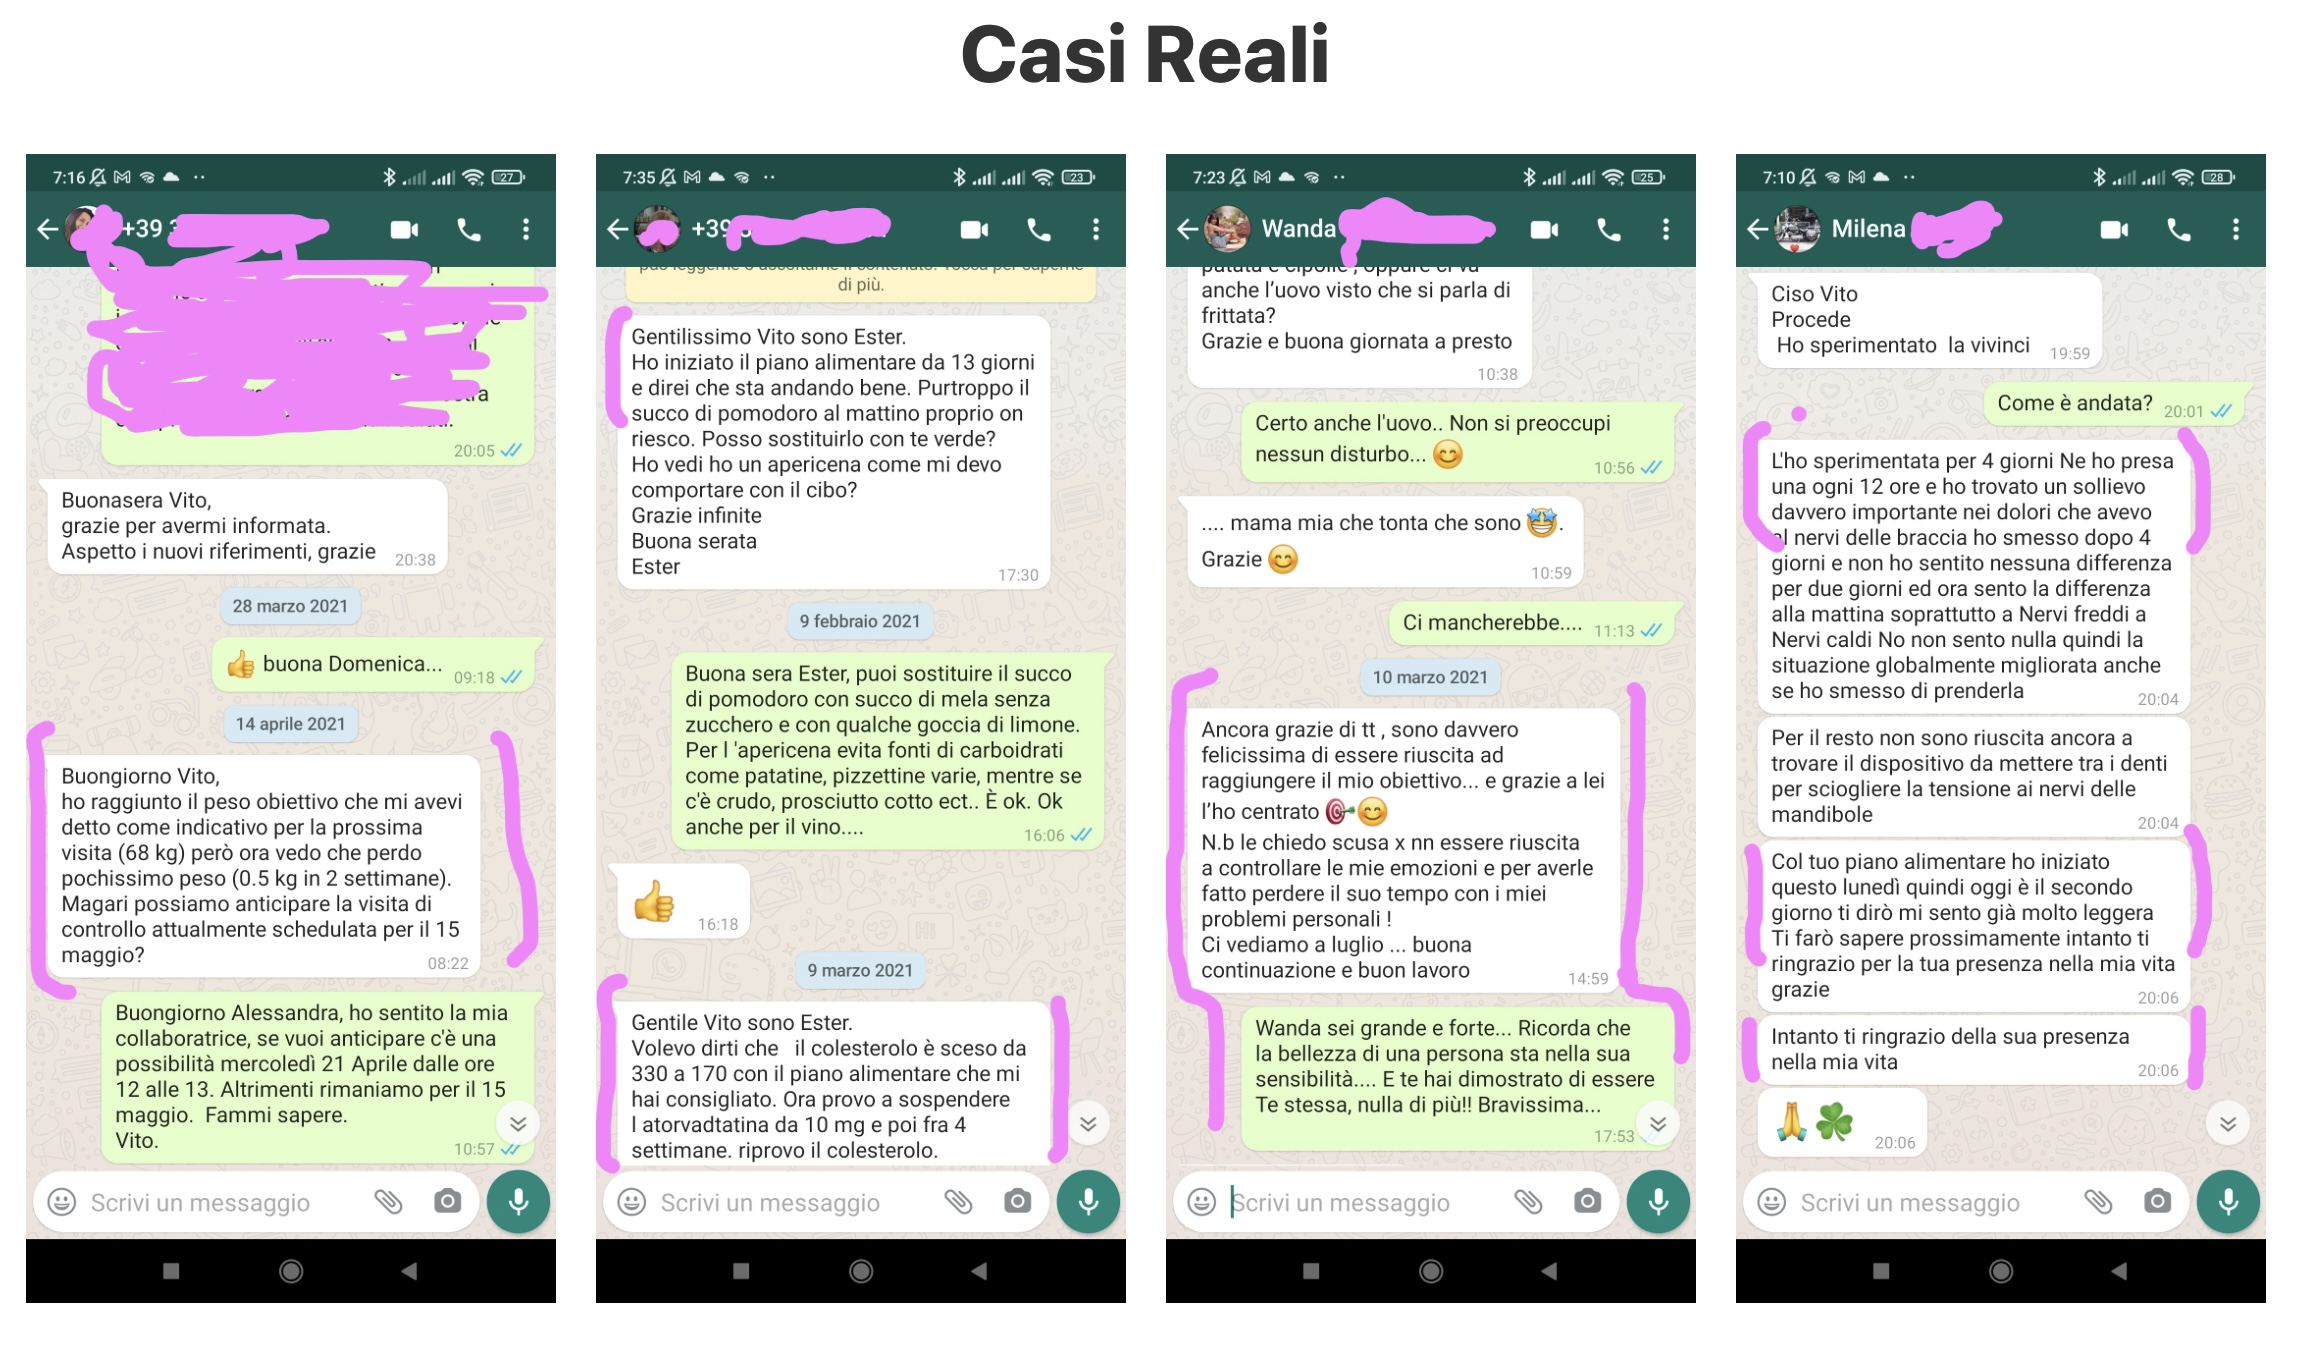 Casi Reali
7:16
27
+39
20:05
Buonasera Vito,
grazie per avermi informata.
Aspetto i nuovi riferimenti, grazie
20:38
28 marzo 2021
buona Domenica...
09:18
14 aprile 2021
Buongiorno Vito,
ho raggiunto il peso obiettivo che mi avevi
detto come indicativo per la prossima
visita (68 kg) però ora vedo che perdo
pochissimo peso (0.5 kg in 2 settimane).
Magari possiamo anticipare la visita di
controllo attualmente schedulata per il 15
maggio?
08:22
Buongiorno Alessandra, ho sentito la mia
collaboratrice, se vuoi anticipare c'è una
possibilità mercoledì 21 Aprile dalle ore
12 alle 13. Altrimenti rimaniamo per il 15
maggio.  Fammi sapere.
Vito.
10:57
Scrivi un messaggio
7:35
23
+39
può leggerne o ascoltarne il contenuto. Tocca per saperne
di più.
Gentilissimo Vito sono Ester.
Ho iniziato il piano alimentare da 13 giorni
e direi che sta andando bene. Purtroppo il
succo di pomodoro al mattino proprio on
riesco. Posso sostituirlo con te verde?
Ho vedi ho un apericena come mi devo
comportare con il cibo?
Grazie infinite
Buona serata
Ester
17:30
9 febbraio 2021
Buona sera Ester, puoi sostituire il succo
di pomodoro con succo di mela senza
zucchero e con qualche goccia di limone.
Per l 'apericena evita fonti di carboidrati
come patatine, pizzettine varie, mentre se
c'è crudo, prosciutto cotto ect.. È ok. Ok
anche per il vino....
16:06
16:18
9 marzo 2021
Gentile Vito sono Ester.
Volevo dirti che   il colesterolo è sceso da
330 a 170 con il piano alimentare che mi
hai consigliato. Ora provo a sospendere
l atorvadtatina da 10 mg e poi fra 4
settimane. riprovo il colesterolo.
Scrivi un messaggio
7:23
25
Wanda
patata e cipolle , oppure ci va
anche l'uovo visto che si parla di
frittata?
Grazie e buona giornata a presto
10:38
Certo anche l'uovo.. Non si preoccupi
nessun disturbo... 😊
10:56
.... mama mia che tonta che sono 🤩.
Grazie 😊
10:59
Ci mancherebbe....
11:13
10 marzo 2021
Ancora grazie di tt , sono davvero
felicissima di essere riuscita ad
raggiungere il mio obiettivo... e grazie a lei
l'ho centrato 🎯😊
N.b le chiedo scusa x nn essere riuscita
a controllare le mie emozioni e per averle
fatto perdere il suo tempo con i miei
problemi personali !
Ci vediamo a luglio ... buona
continuazione e buon lavoro
14:59
Wanda sei grande e forte... Ricorda che
la bellezza di una persona sta nella sua
sensibilità.... E te hai dimostrato di essere
Te stessa, nulla di più!! Bravissima...
17:53
Scrivi un messaggio
7:10
28
Milena
Ciso Vito
Procede
Ho sperimentato  la vivinci
19:59
Come è andata?
20:01
L'ho sperimentata per 4 giorni Ne ho presa
una ogni 12 ore e ho trovato un sollievo
davvero importante nei dolori che avevo
al nervi delle braccia ho smesso dopo 4
giorni e non ho sentito nessuna differenza
per due giorni ed ora sento la differenza
alla mattina soprattutto a Nervi freddi a
Nervi caldi No non sento nulla quindi la
situazione globalmente migliorata anche
se ho smesso di prenderla
20:04
Per il resto non sono riuscita ancora a
trovare il dispositivo da mettere tra i denti
per sciogliere la tensione ai nervi delle
mandibole
20:04
Col tuo piano alimentare ho iniziato
questo lunedì quindi oggi è il secondo
giorno ti dirò mi sento già molto leggera
Ti farò sapere prossimamente intanto ti
ringrazio per la tua presenza nella mia vita
grazie
20:06
Intanto ti ringrazio della sua presenza
nella mia vita
20:06
20:06
Scrivi un messaggio